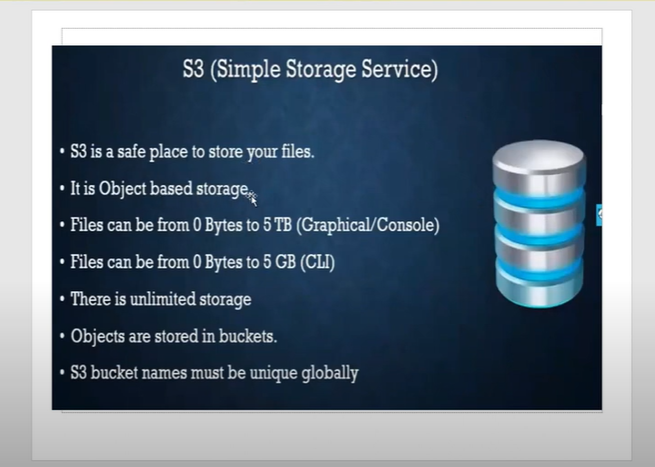 S3 (Simple Storage Service)
• S3 is a safe place to store your files.
• It is Object based storage.
• Files can be from 0 Bytes to 5 TB (Graphical/Console)
• Files can be from 0 Bytes to 5 GB (CLI)
• There is unlimited storage
• Objects are stored in buckets.
• S3 bucket names must be unique globally